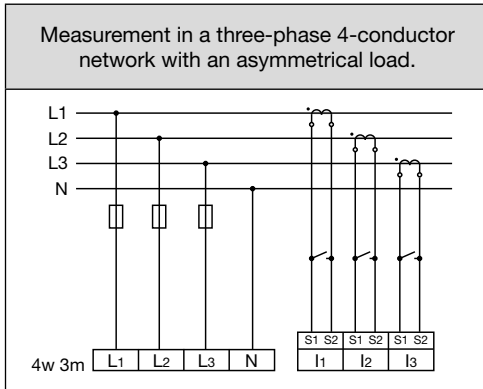 Measurement in a three-phase 4-conductor
network with an asymmetrical load.
L1
L2
L3
N
S1 S2 S1 S2 S1 S2
4w 3m L1 L2 L3 N I1 I2 I3